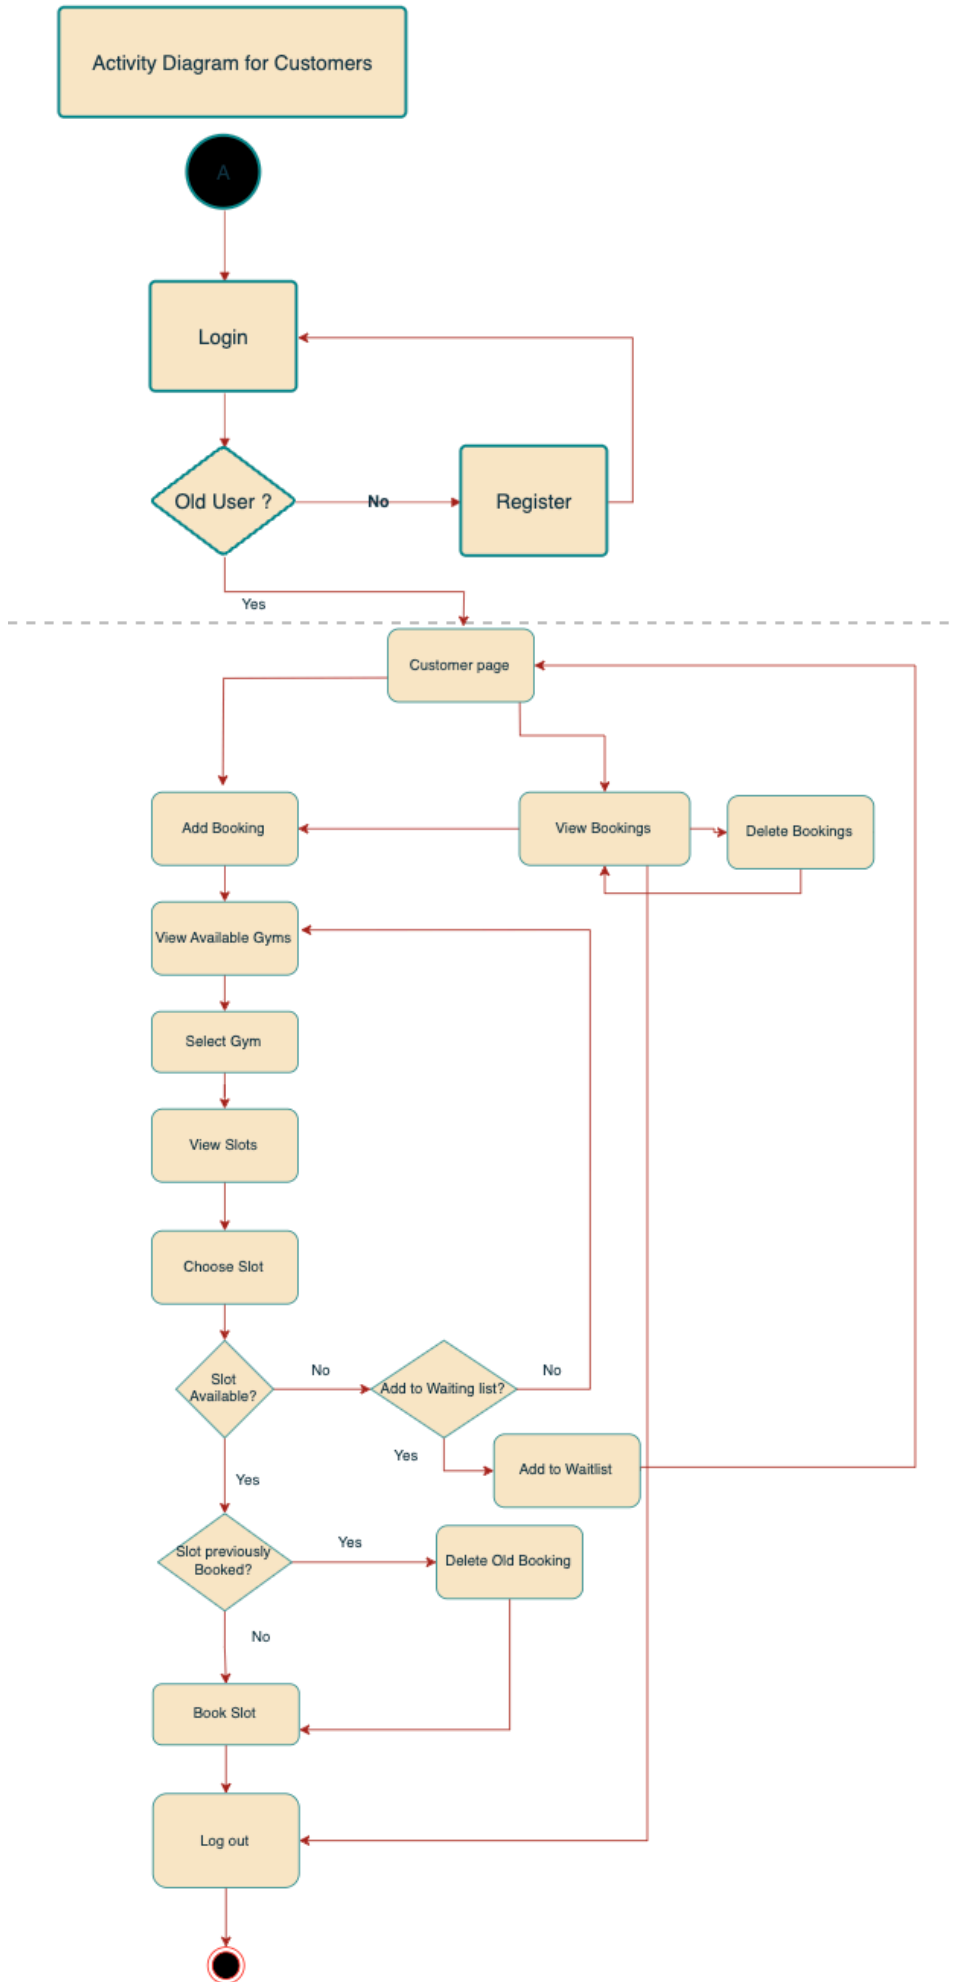 Activity Diagram for Customers
A
Login
Old User ?
No
Register
Yes
Customer page
Add Booking
View Bookings
Delete Bookings
View Available Gyms
Select Gym
View Slots
Choose Slot
Slot
Available?
No
Add to Waiting list?
No
Yes
Add to Waitlist
Yes
Slot previously
Booked?
Yes
Delete Old Booking
No
Book Slot
Log out